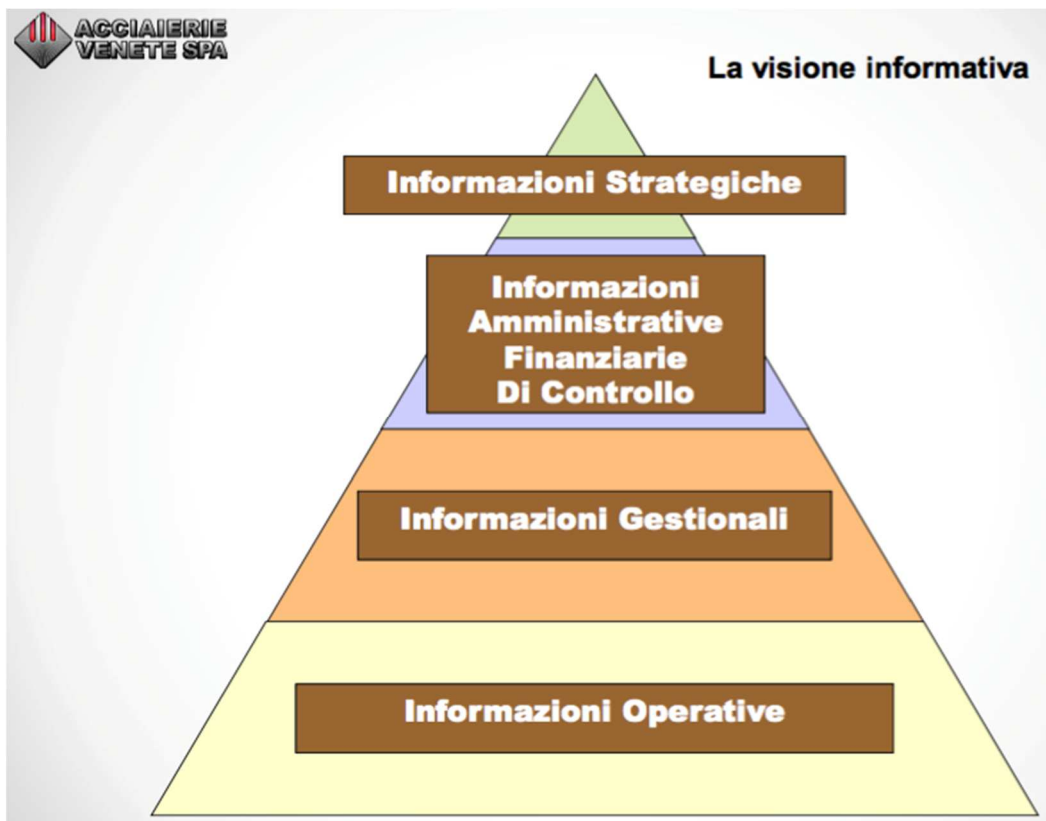 ACCIAIERIE
VENETE SPA
La visione informativa
Informazioni Strategiche
Informazioni
Amministrative
Finanziarie
Di Controllo
Informazioni Gestionali
Informazioni Operative